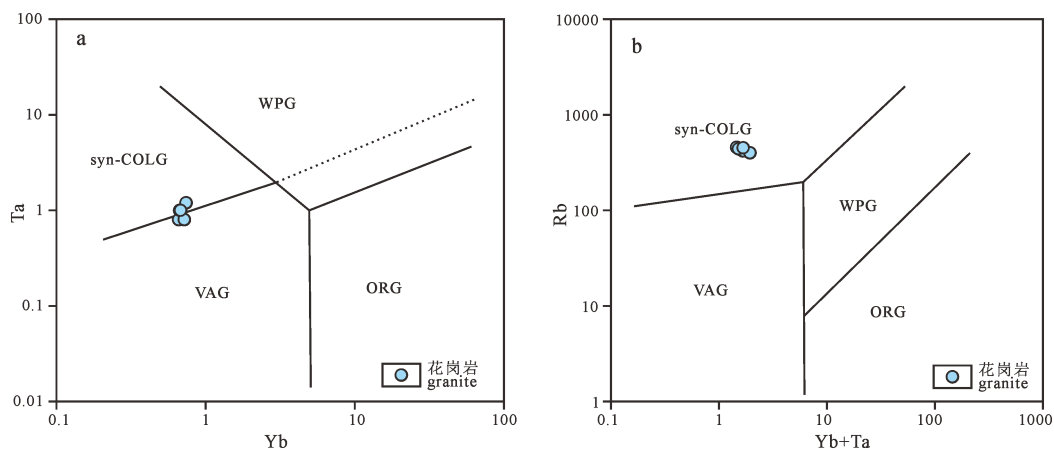 a
100
10
1
0.1
0.01
Ta
WPG
syn-COLG
VAG
ORG
花岗岩
granite
0.1
1
10
100
Yb
b
10000
1000
100
10
1
Rb
syn-COLG
WPG
VAG
ORG
花岗岩
granite
0.1
1
10
100
1000
Yb+Ta